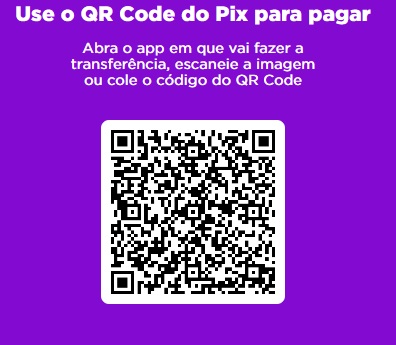 Use o QR Code do Pix para pagar
Abra o app em que vai fazer a
transferência, escaneie a imagem
ou cole o código do QR Code